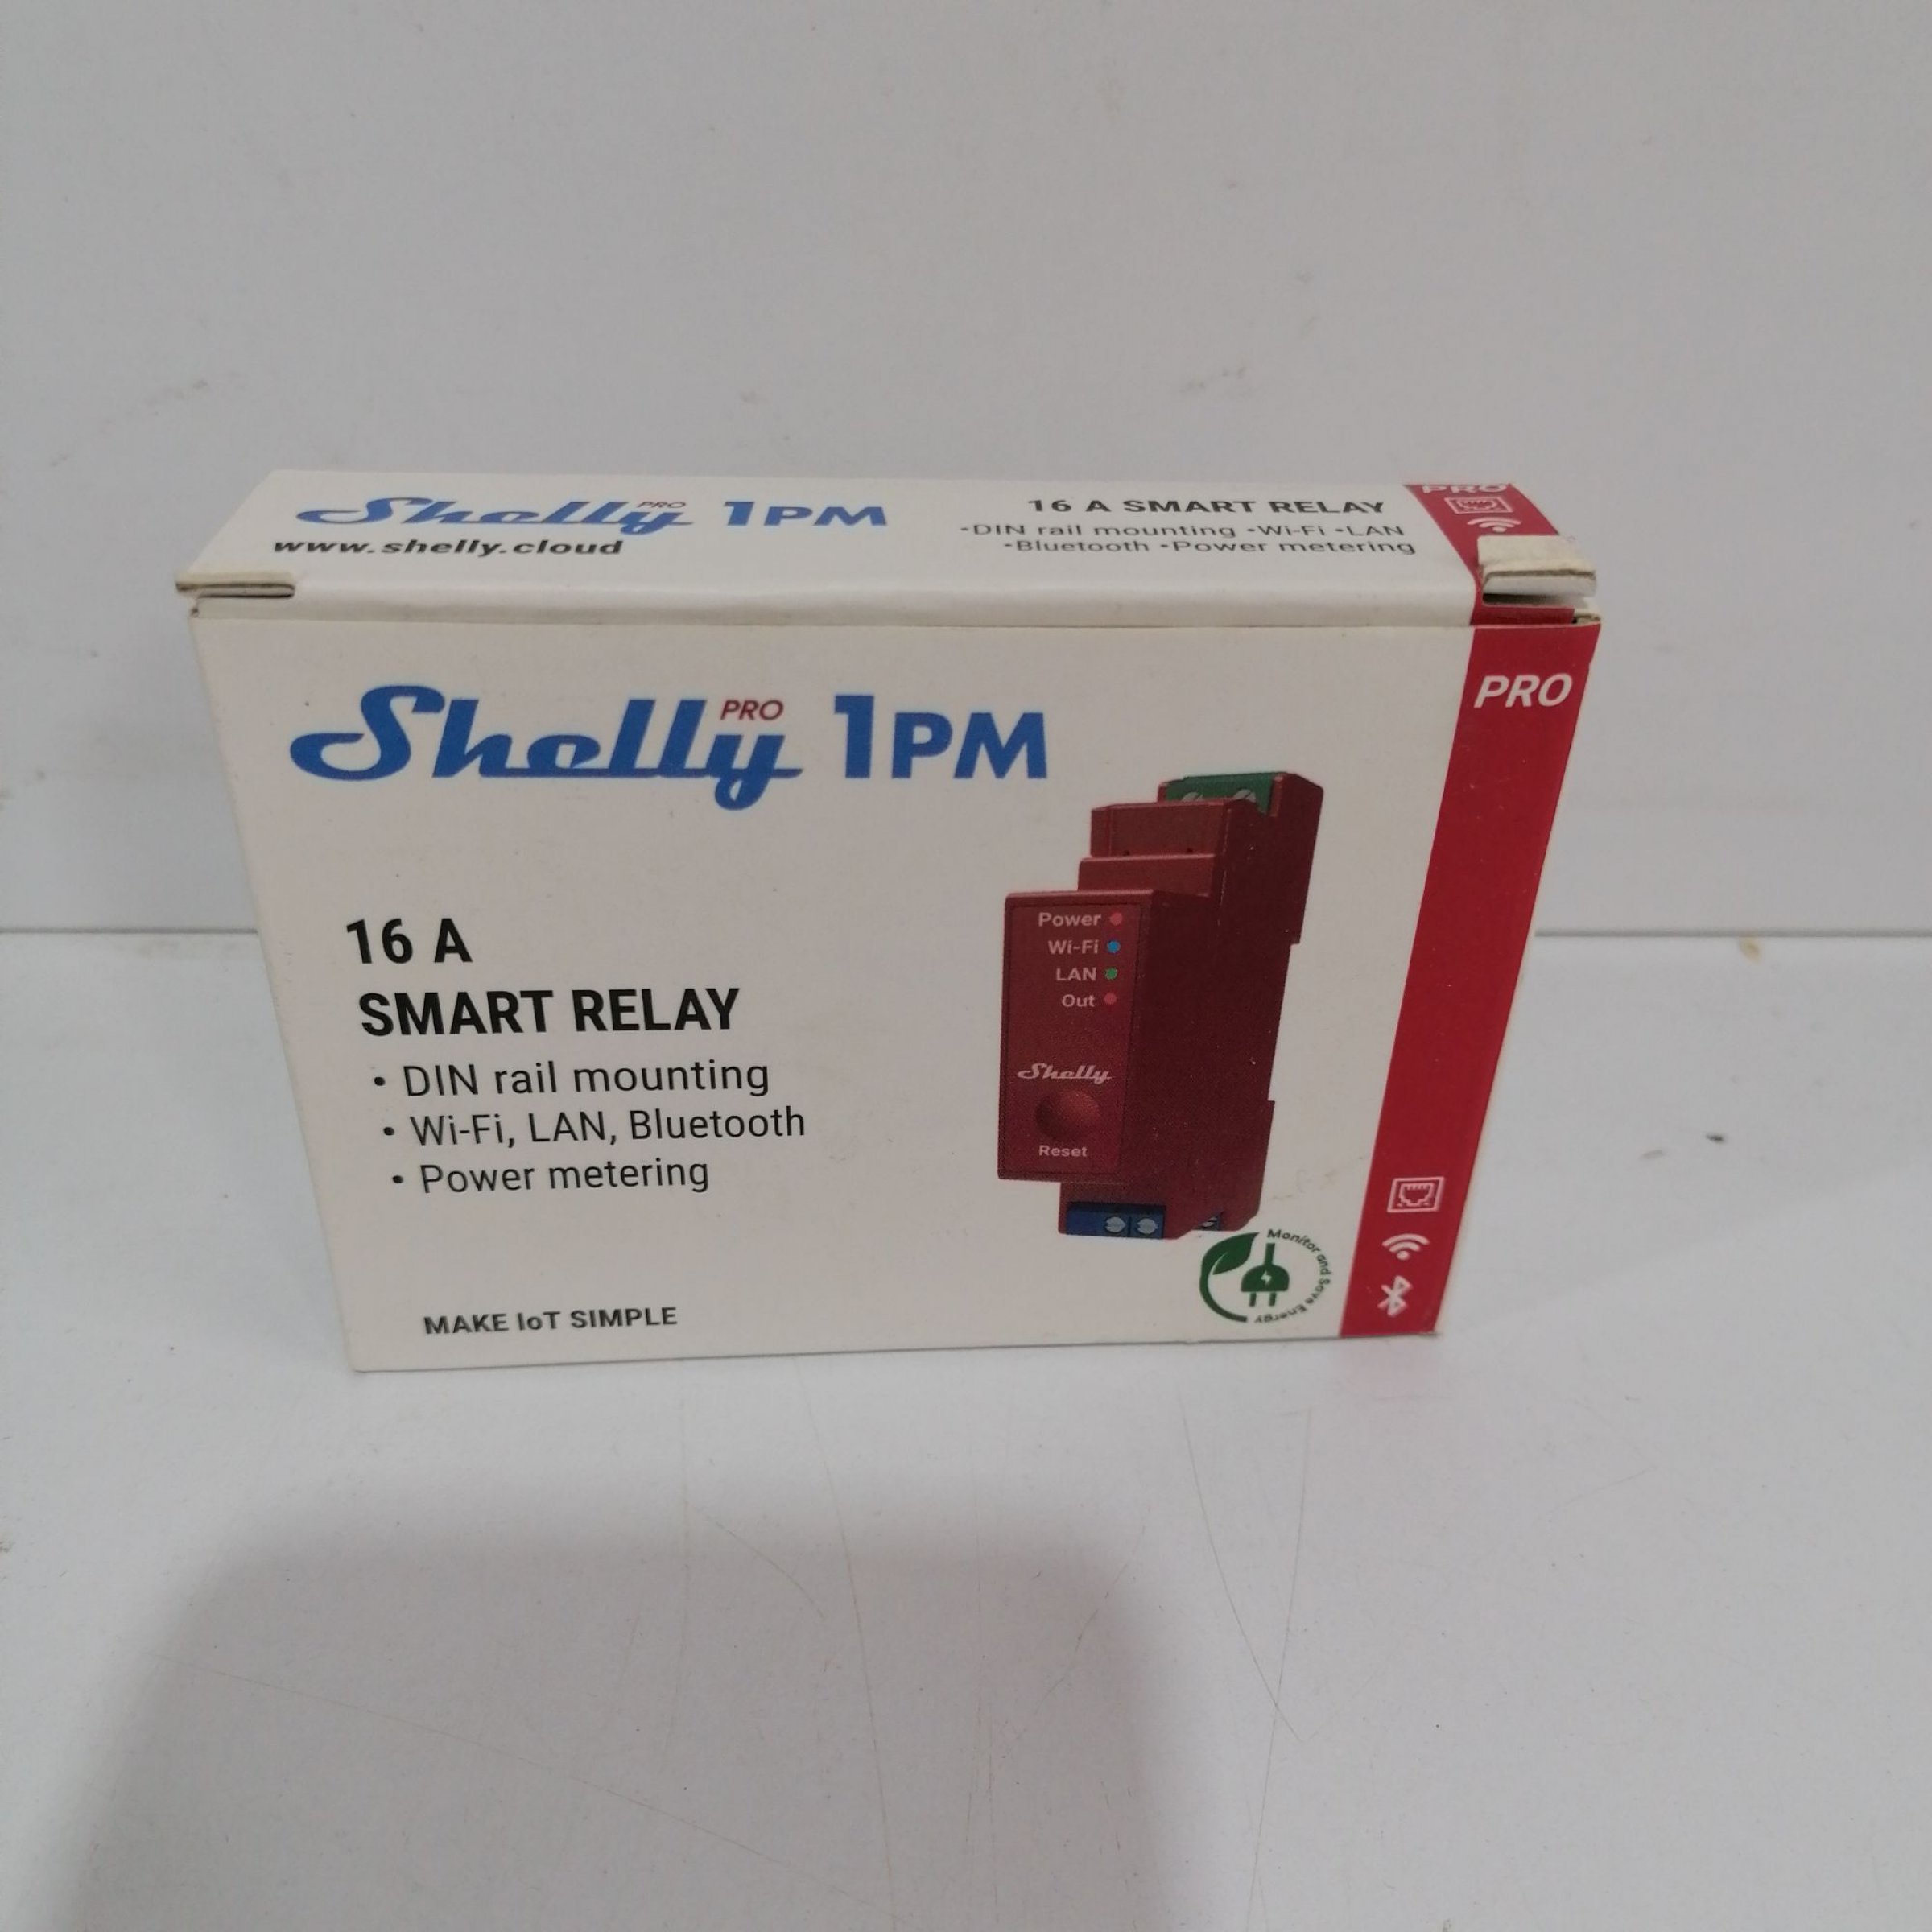 Shelly PRO 1PM
www.shelly.cloud
16 A SMART RELAY
•DIN rail mounting •Wi-Fi •LAN
•Bluetooth •Power metering
PRO
PRO
Shelly PRO 1PM
16 A
SMART RELAY
• DIN rail mounting
• Wi-Fi, LAN, Bluetooth
• Power metering
MAKE IoT SIMPLE
Power
Wi-Fi
LAN
Out
Shelly
Reset
Monitor and Save Energy